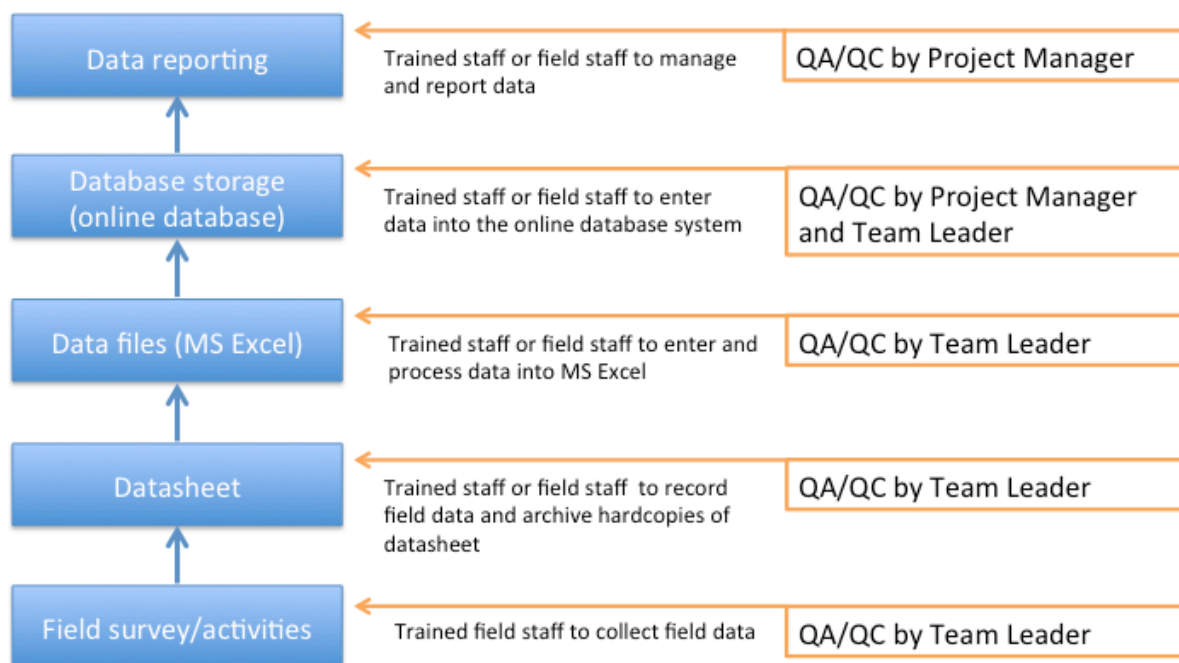 Data reporting
Trained staff or field staff to manage
and report data
QA/QC by Project Manager
Database storage
(online database)
Trained staff or field staff to enter
data into the online database system
QA/QC by Project Manager
and Team Leader
Data files (MS Excel)
Trained staff or field staff to enter and
process data into MS Excel
QA/QC by Team Leader
Datasheet
Trained staff or field staff to record
field data and archive hardcopies of
datasheet
QA/QC by Team Leader
Field survey/activities
Trained field staff to collect field data
QA/QC by Team Leader